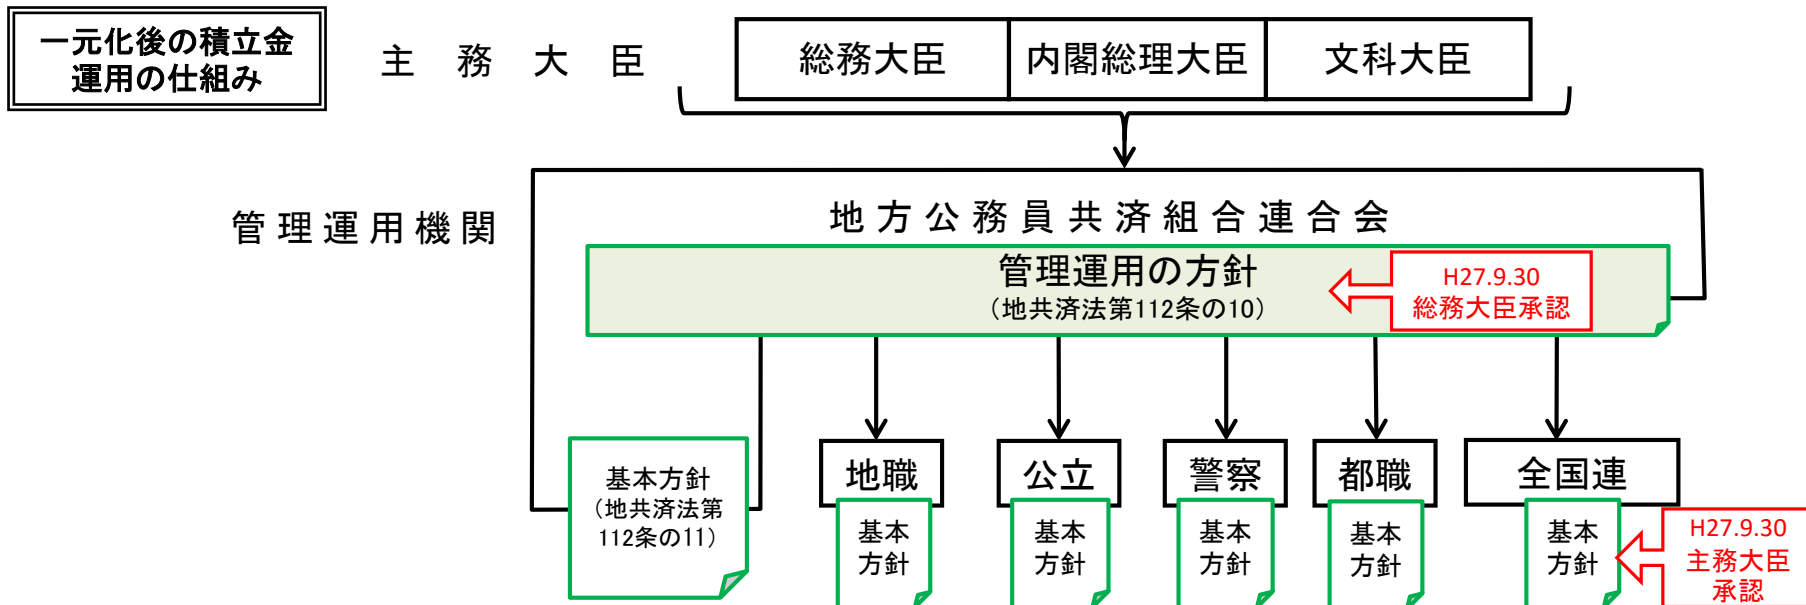 一元化後の積立金
運用の仕組み
主務大臣
総務大臣
内閣総理大臣
文科大臣
管理運用機関
地方公務員共済組合連合会
管理運用の方針
（地共済法第112条の10）
H27.9.30
総務大臣承認
基本方針
（地共済法第
112条の11）
地職
公立
警察
都職
全国連
基本
方針
基本
方針
基本
方針
基本
方針
基本
方針
H27.9.30
主務大臣
承認